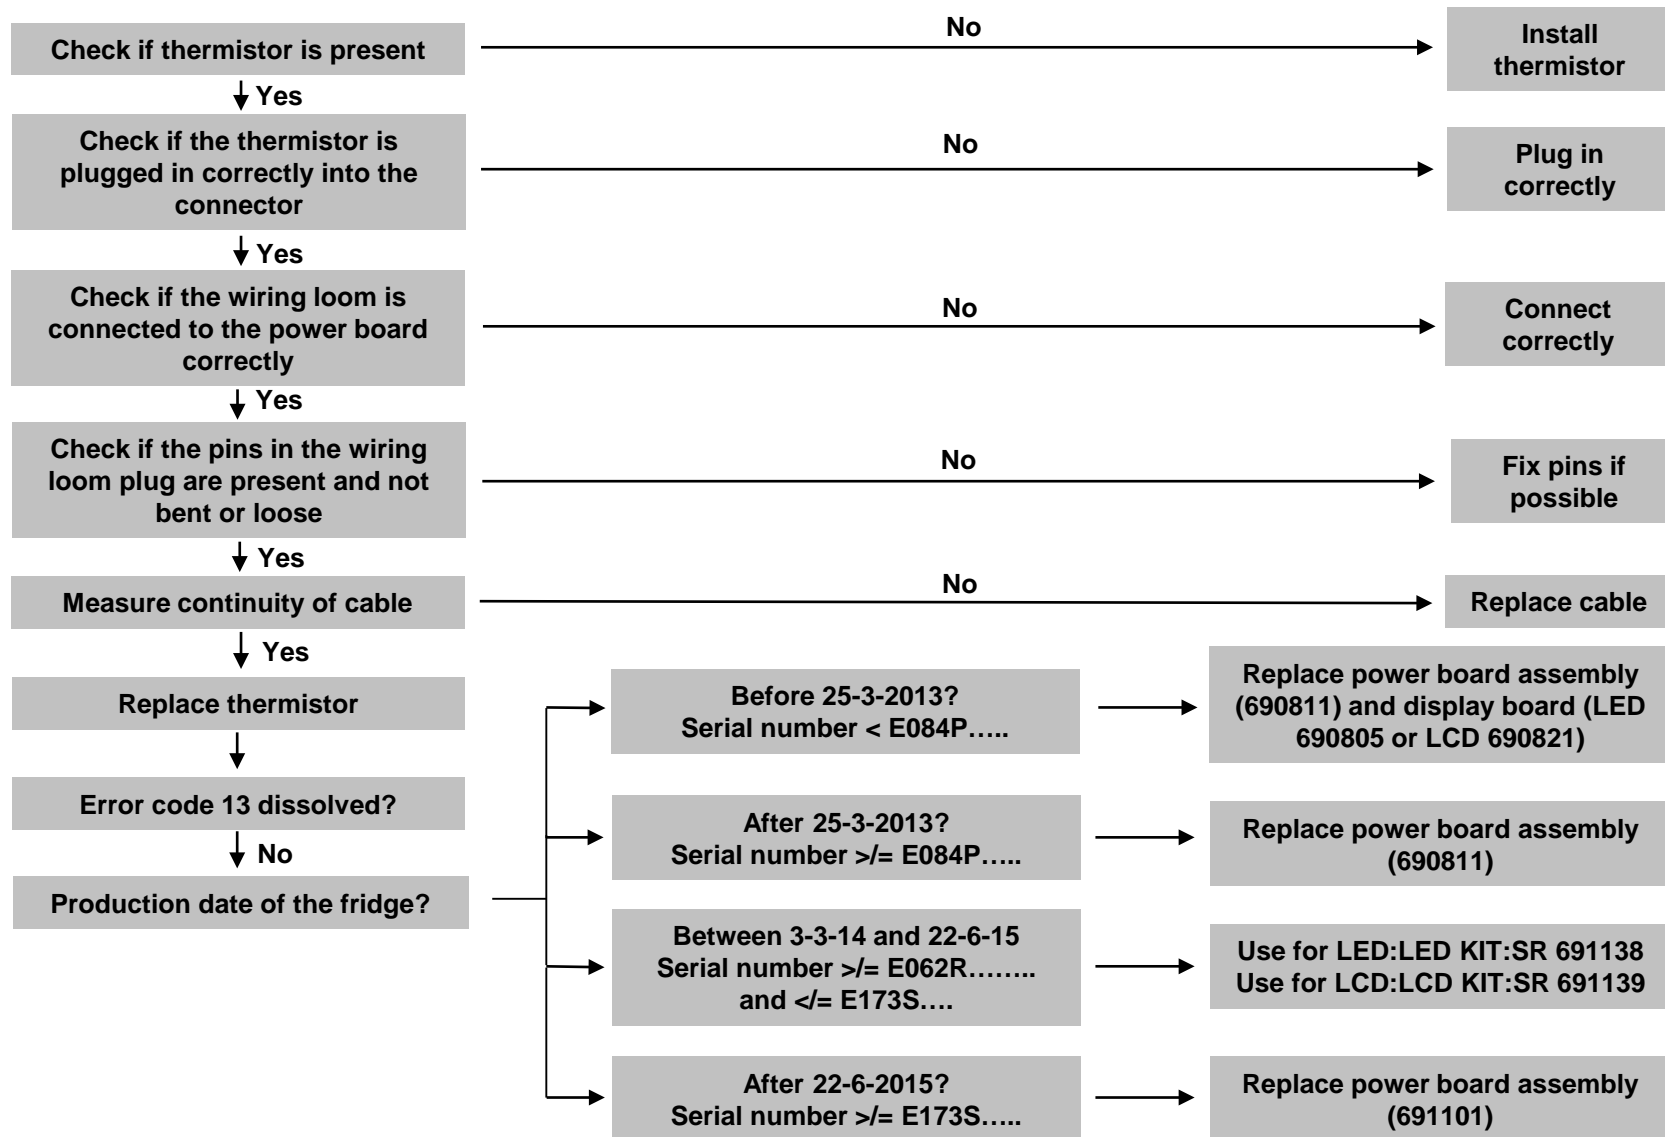 Check if thermistor is present
No
Install
thermistor
Yes
Check if the thermistor is
plugged in correctly into the
connector
No
Plug in
correctly
Yes
Check if the wiring loom is
connected to the power board
correctly
No
Connect
correctly
Yes
Check if the pins in the wiring
loom plug are present and not
bent or loose
No
Fix pins if
possible
Yes
Measure continuity of cable
No
Replace cable
Yes
Replace thermistor
Error code 13 dissolved?
No
Production date of the fridge?
Before 25-3-2013?
Serial number < E084P…..
Replace power board assembly
(690811) and display board (LED
690805 or LCD 690821)
After 25-3-2013?
Serial number >/= E084P…..
Replace power board assembly
(690811)
Between 3-3-14 and 22-6-15
Serial number >/= E062R……..
and </= E173S….
Use for LED:LED KIT:SR 691138
Use for LCD:LCD KIT:SR 691139
After 22-6-2015?
Serial number >/= E173S…..
Replace power board assembly
(691101)